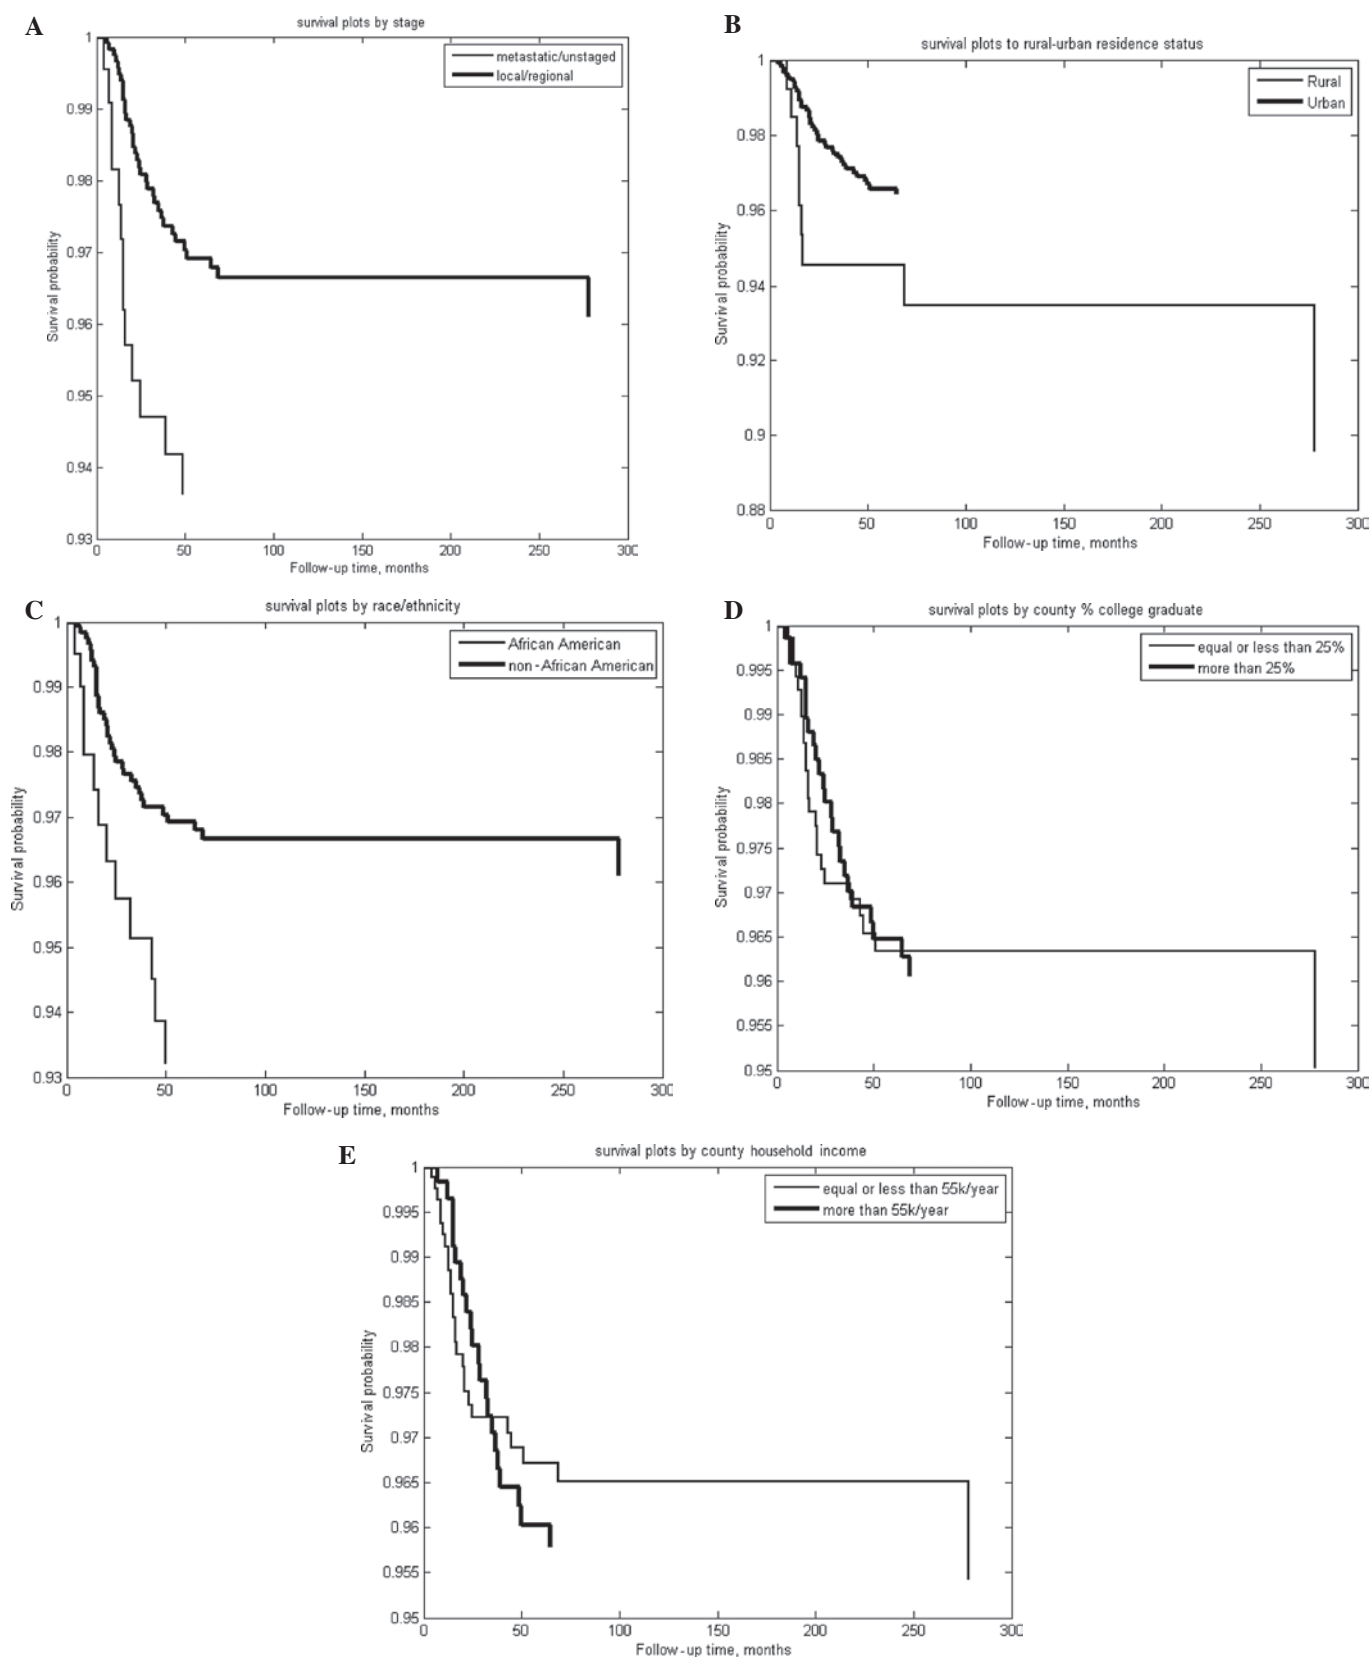 A
survival plots by stage
metastatic/unstaged
local/regional
1
0.99
0.98
0.97
0.96
0.95
0.94
0.93
Survival probability
0 50 100 150 200 250 300
Follow-up time, months
B
survival plots to rural-urban residence status
Rural
Urban
1
0.98
0.96
0.94
0.92
0.9
0.88
Survival probability
0 50 100 150 200 250 300
Follow-up time, months
C
survival plots by race/ethnicity
African American
non-African American
1
0.99
0.98
0.97
0.96
0.95
0.94
0.93
Survival probability
0 50 100 150 200 250 300
Follow-up time, months
D
survival plots by county % college graduate
equal or less than 25%
more than 25%
1
0.995
0.99
0.985
0.98
0.975
0.97
0.965
0.96
0.955
0.95
Survival probability
0 50 100 150 200 250 300
Follow-up time, months
E
survival plots by county household income
equal or less than 55k/year
more than 55k/year
1
0.995
0.99
0.985
0.98
0.975
0.97
0.965
0.96
0.955
0.95
Survival probability
0 50 100 150 200 250 300
Follow-up time, months